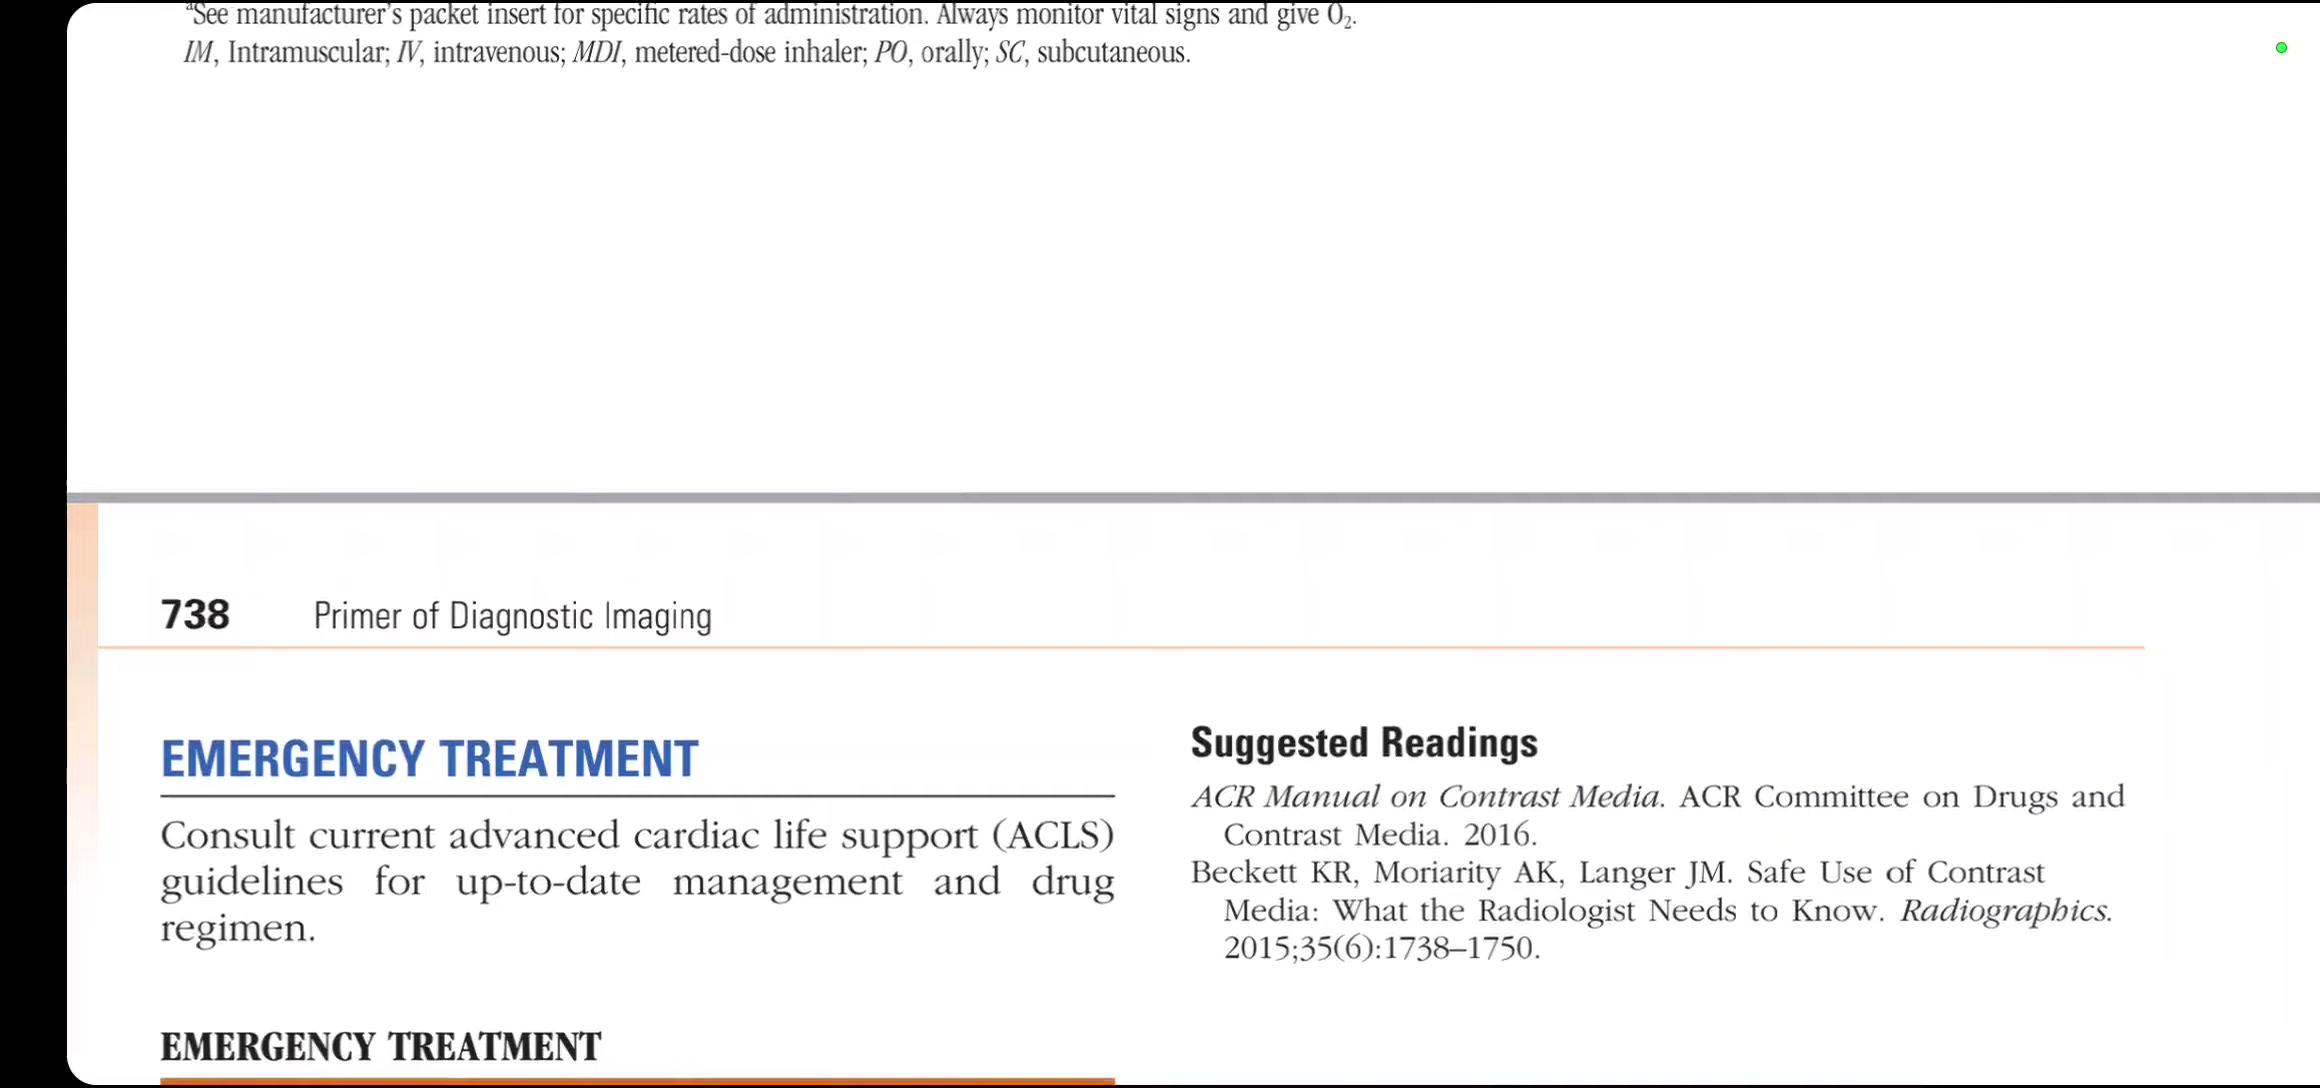 ªSee manufacturer's packet insert for specific rates of administration. Always monitor vital signs and give O₂.
IM, Intramuscular; IV, intravenous; MDI, metered-dose inhaler; PO, orally; SC, subcutaneous.
738 Primer of Diagnostic Imaging
EMERGENCY TREATMENT
Consult current advanced cardiac life support (ACLS)
guidelines for up-to-date management and drug
regimen.
EMERGENCY TREATMENT
Suggested Readings
ACR Manual on Contrast Media. ACR Committee on Drugs and
Contrast Media. 2016.
Beckett KR, Moriarity AK, Langer JM. Safe Use of Contrast
Media: What the Radiologist Needs to Know. Radiographics.
2015;35(6):1738–1750.